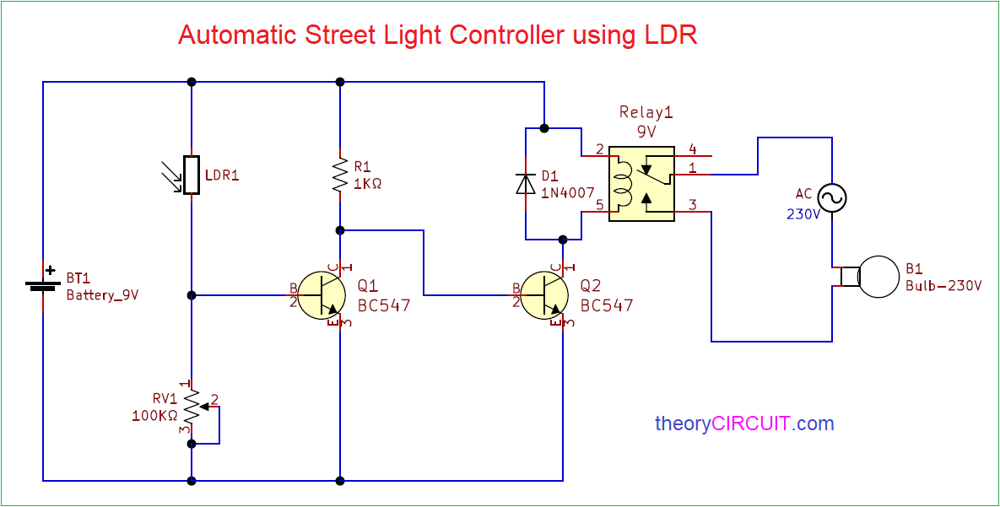 Automatic Street Light Controller using LDR
Relay1
9V
2
4
1
5
3
LDR1
R1
1KΩ
D1
1N4007
AC
230V
BT1
Battery_9V
C
1
B
2
E
3
Q1
BC547
C
1
B
2
E
3
Q2
BC547
B1
Bulb-230V
RV1
100KΩ
1
2
3
theoryCIRCUIT.com